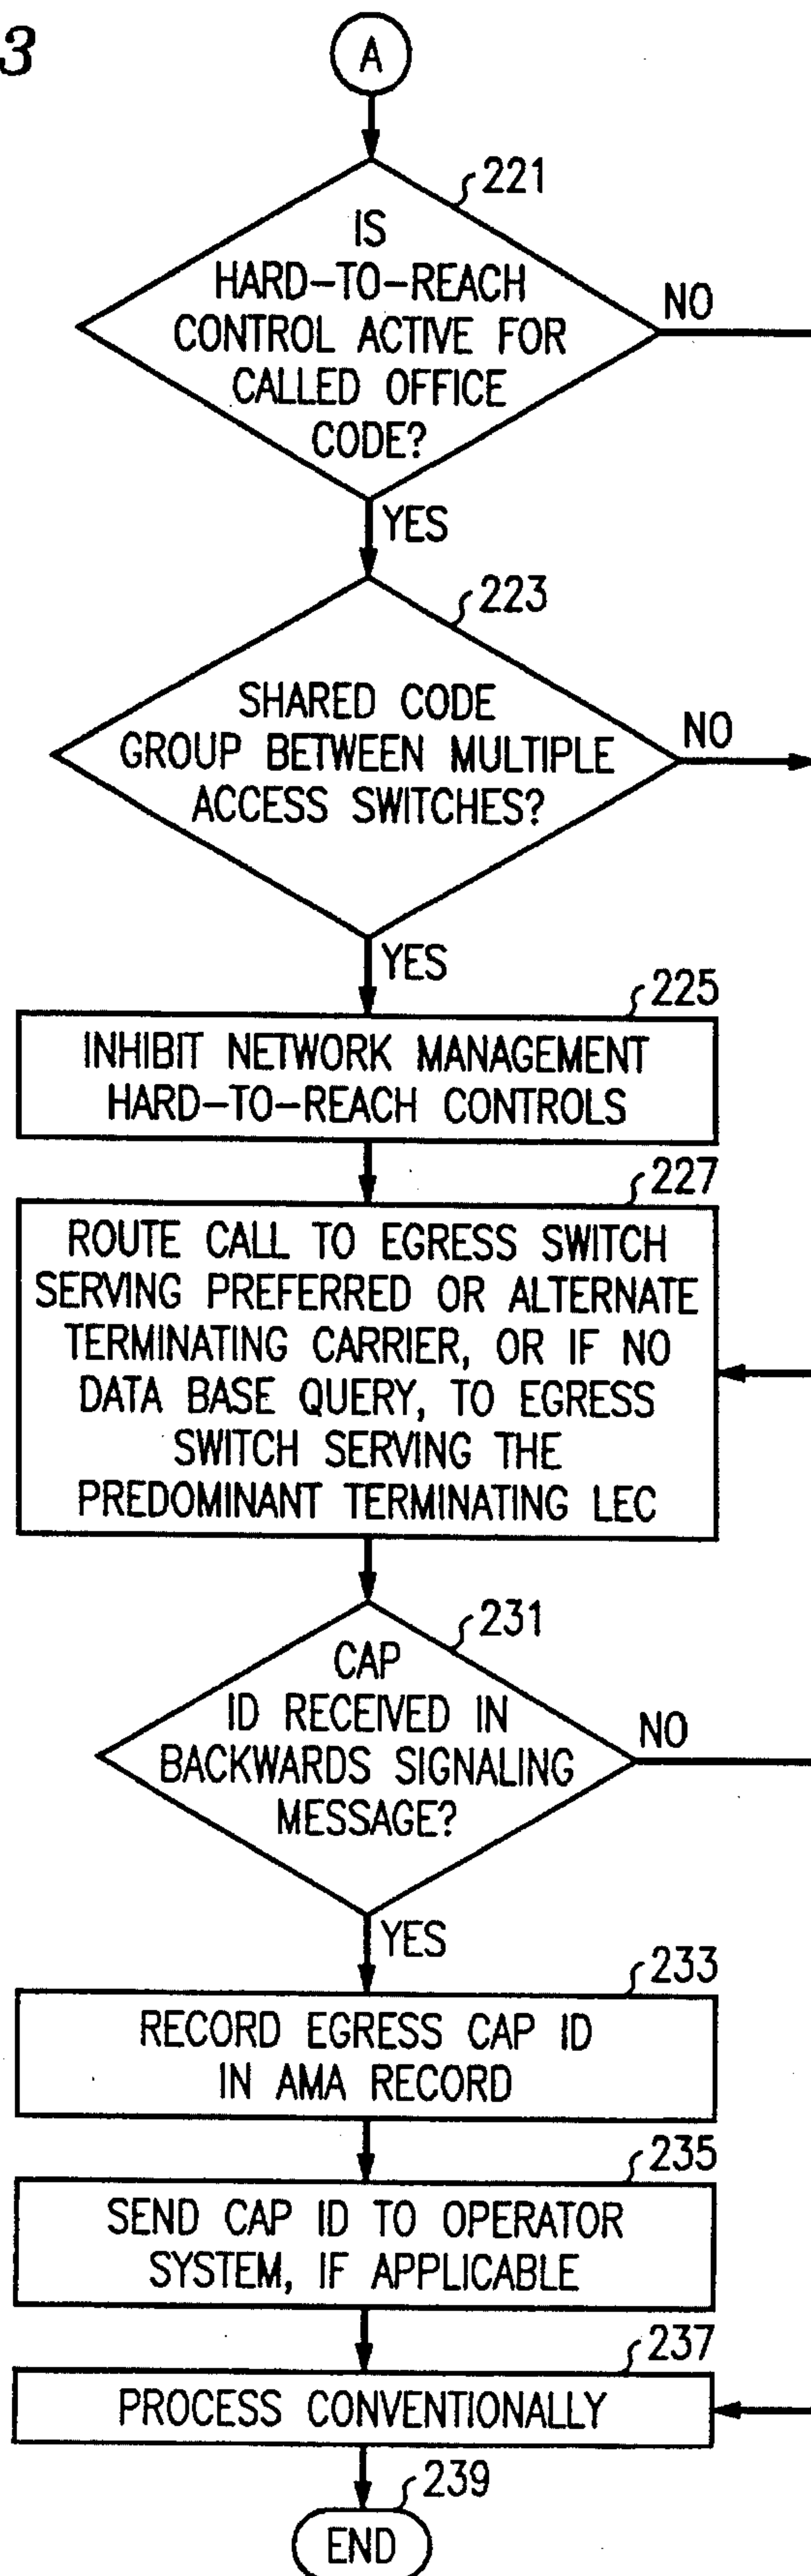 3
A
221
IS
HARD-TO-REACH
CONTROL ACTIVE FOR
CALLED OFFICE
CODE?
NO
YES
223
SHARED CODE
GROUP BETWEEN MULTIPLE
ACCESS SWITCHES?
NO
YES
225
INHIBIT NETWORK MANAGEMENT
HARD-TO-REACH CONTROLS
227
ROUTE CALL TO EGRESS SWITCH
SERVING PREFERRED OR ALTERNATE
TERMINATING CARRIER, OR IF NO
DATA BASE QUERY, TO EGRESS
SWITCH SERVING THE
PREDOMINANT TERMINATING LEC
231
CAP
ID RECEIVED IN
BACKWARDS SIGNALING
MESSAGE?
NO
YES
233
RECORD EGRESS CAP ID
IN AMA RECORD
235
SEND CAP ID TO OPERATOR
SYSTEM, IF APPLICABLE
237
PROCESS CONVENTIONALLY
239
END